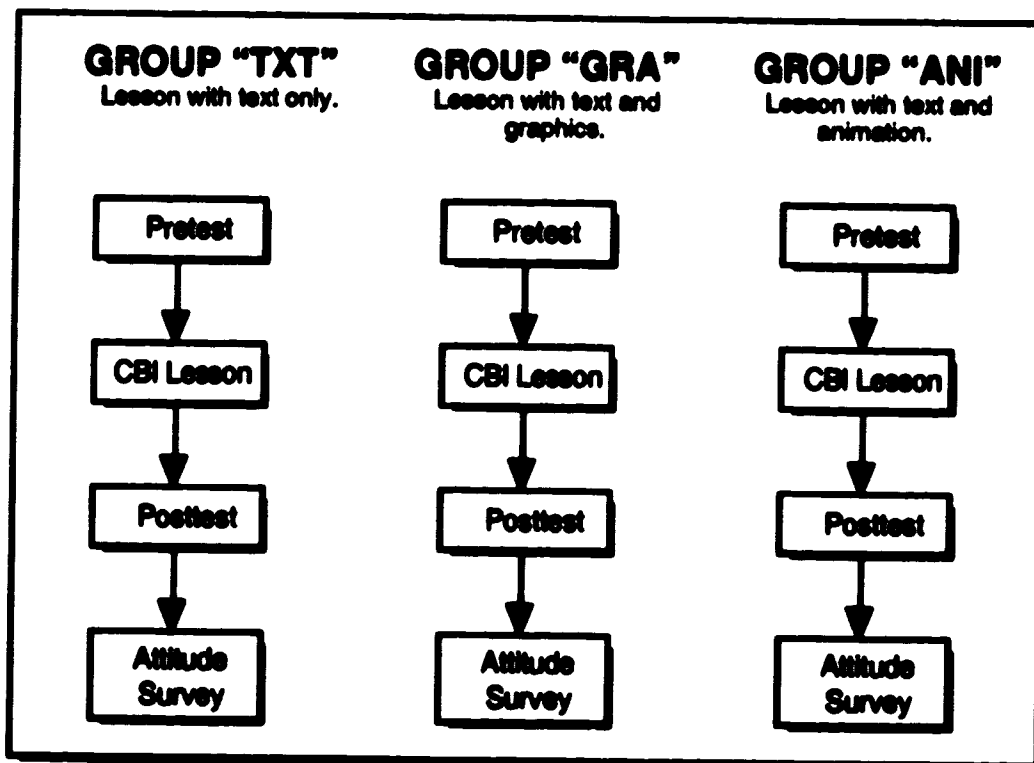 GROUP "TXT"
Lesson with text only.
Pretest
CBI Lesson
Posttest
Attitude
Survey
GROUP "GRA"
Lesson with text and
graphics.
Pretest
CBI Lesson
Posttest
Attitude
Survey
GROUP "ANI"
Lesson with text and
animation.
Pretest
CBI Lesson
Posttest
Attitude
Survey